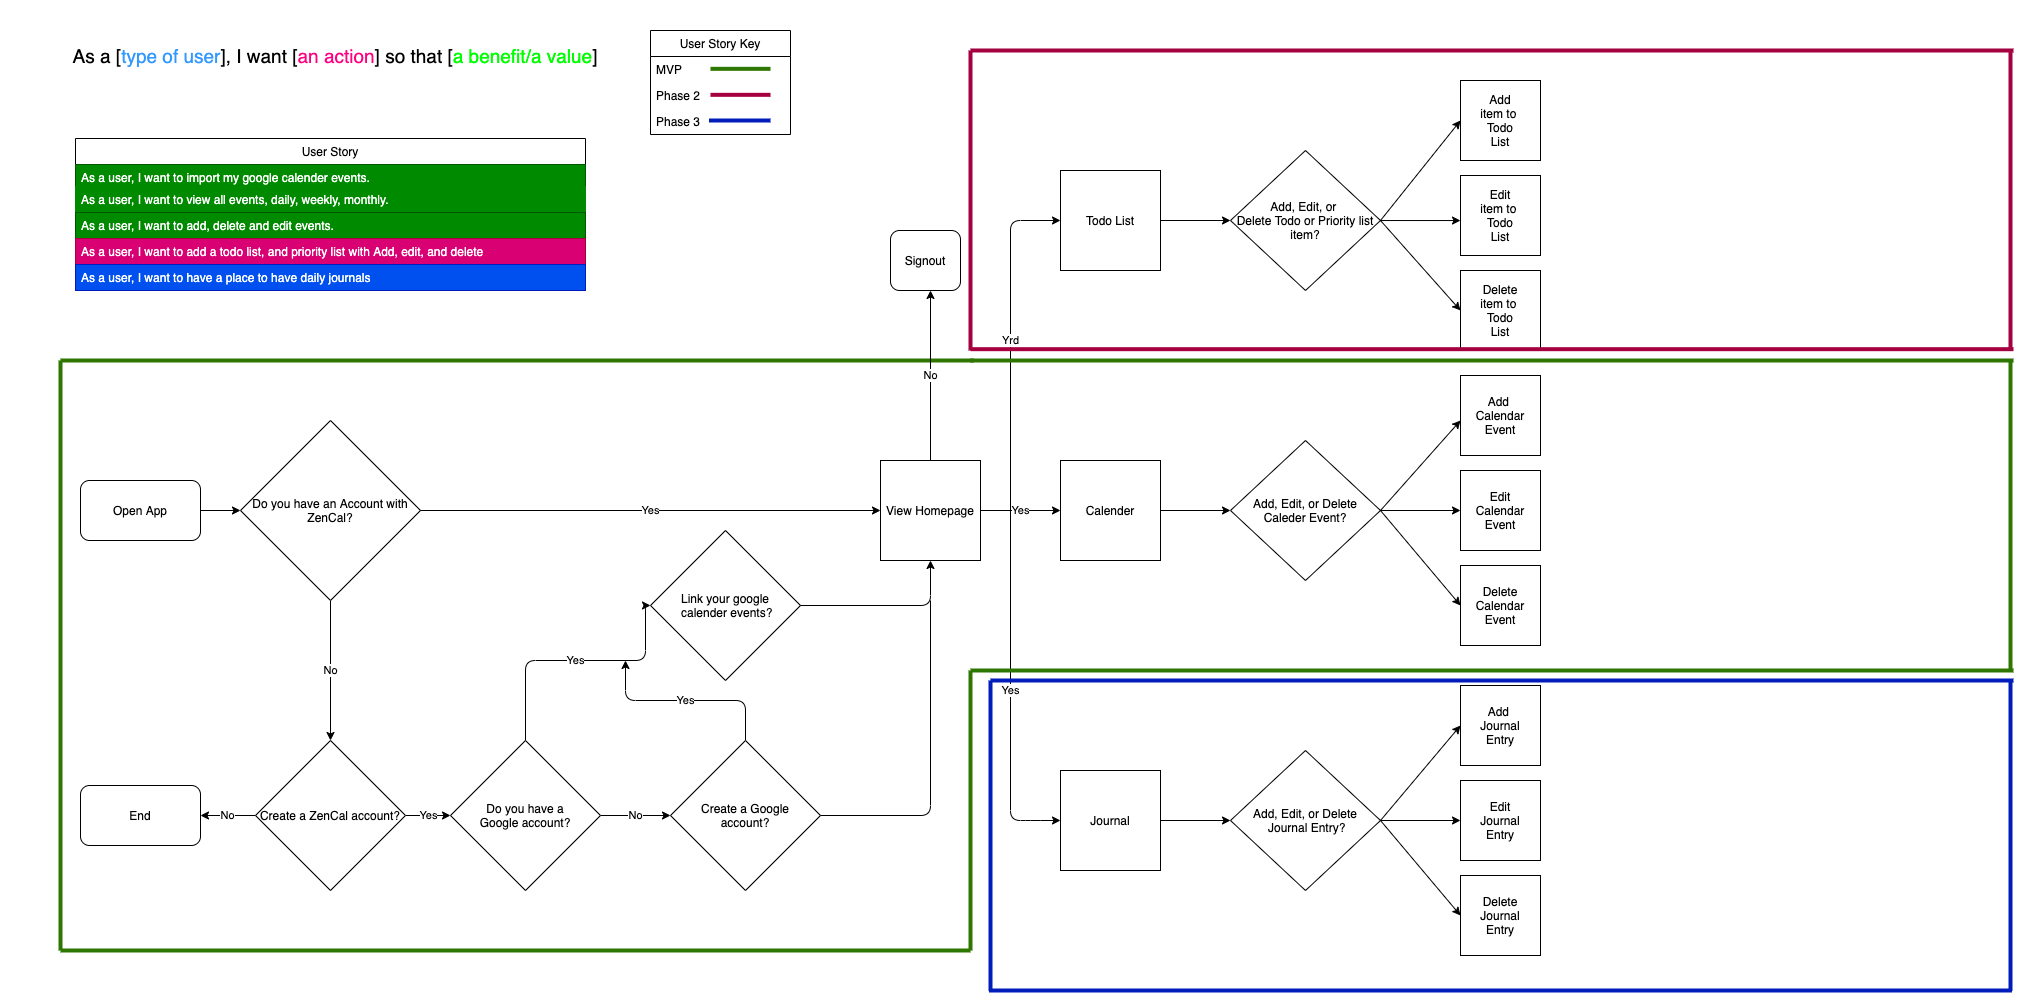 As a [type of user], I want [an action] so that [a benefit/a value]
User Story Key
MVP
Phase 2
Phase 3
User Story
As a user, I want to import my google calender events.
As a user, I want to view all events, daily, weekly, monthly.
As a user, I want to add, delete and edit events.
As a user, I want to add a todo list, and priority list with Add, edit, and delete
As a user, I want to have a place to have daily journals
Signout
No
Yrd
Todo List
Add, Edit, or
Delete Todo or Priority list
item?
Add
item to
Todo
List
Edit
item to
Todo
List
Delete
item to
Todo
List
Open App
Do you have an Account with
ZenCal?
Yes
View Homepage
Yes
Calender
Add, Edit, or Delete
Caleder Event?
Add
Calendar
Event
Edit
Calendar
Event
Delete
Calendar
Event
Link your google
calender events?
No
Yes
Yes
End
No
Create a ZenCal account?
Yes
Do you have a
Google account?
No
Create a Google
account?
Yes
Journal
Add, Edit, or Delete
Journal Entry?
Add
Journal
Entry
Edit
Journal
Entry
Delete
Journal
Entry